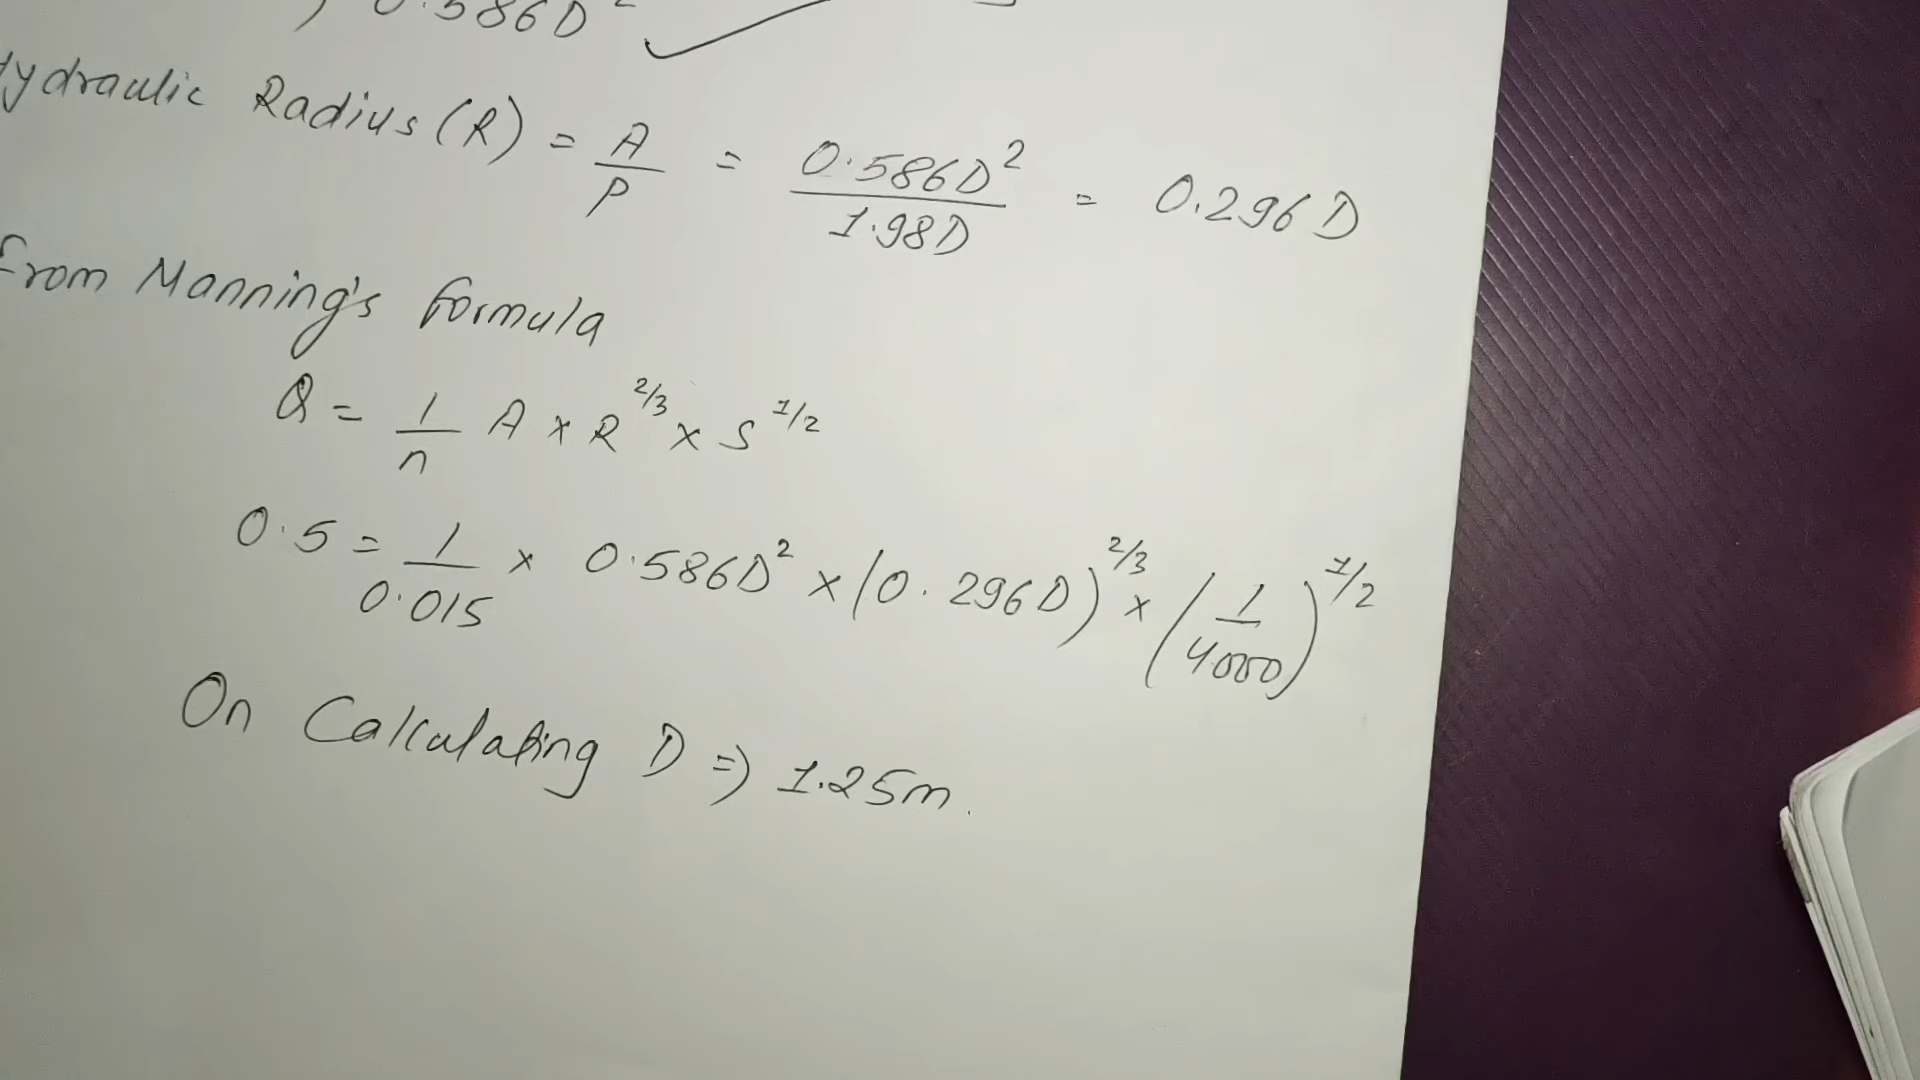 0.586D²
Hydraulic Radius (R) = A/P = 0.586D²/1.98D = 0.296D
From Manning's formula
Q = 1/n A × R^2/3 × S^1/2
0.5 = 1/0.015 × 0.586D² × (0.296D)^2/3 × (1/4000)^1/2
On Calculating D => 1.25m.